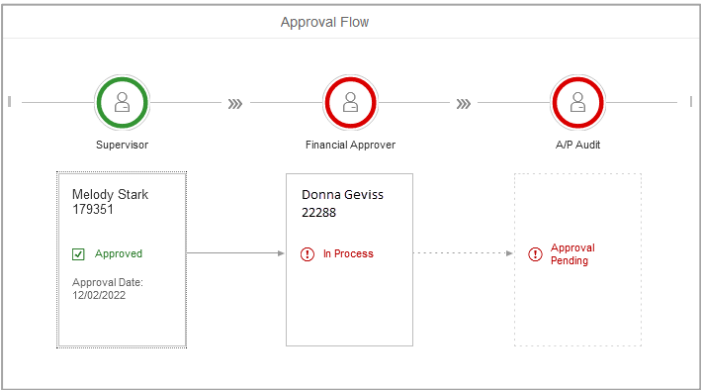 Approval Flow
Supervisor
Financial Approver
A/P Audit
Melody Stark
179351
Approved
Approval Date:
12/02/2022
Donna Geviss
22288
In Process
Approval
Pending